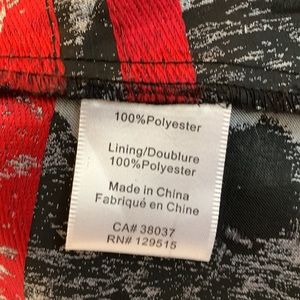 100%Polyester
Lining/Doublure
100%Polyester
Made in China
Fabriqué en Chine
CA# 38037
RN# 129515